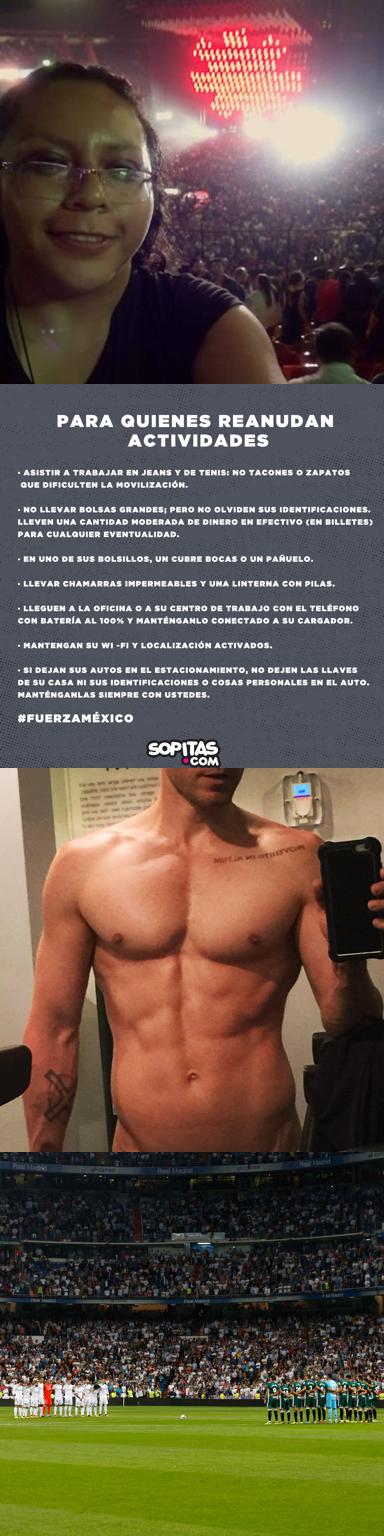 PARA QUIENES REANUDAN
ACTIVIDADES
· ASISTIR A TRABAJAR EN JEANS Y DE TENIS: NO TACONES O ZAPATOS
QUE DIFICULTEN LA MOVILIZACIÓN.
· NO LLEVAR BOLSAS GRANDES; PERO NO OLVIDEN SUS IDENTIFICACIONES.
LLEVEN UNA CANTIDAD MODERADA DE DINERO EN EFECTIVO (EN BILLETES)
PARA CUALQUIER EVENTUALIDAD.
· EN UNO DE SUS BOLSILLOS, UN CUBRE BOCAS O UN PAÑUELO.
· LLEVAR CHAMARRAS IMPERMEABLES Y UNA LINTERNA CON PILAS.
· LLEGUEN A LA OFICINA O A SU CENTRO DE TRABAJO CON EL TELÉFONO
CON BATERÍA AL 100% Y MANTÉNGANLO CONECTADO A SU CARGADOR.
· MANTENGAN SU WI -FI Y LOCALIZACIÓN ACTIVADOS.
· SI DEJAN SUS AUTOS EN EL ESTACIONAMIENTO, NO DEJEN LAS LLAVES
DE SU CASA NI SUS IDENTIFICACIONES O COSAS PERSONALES EN EL AUTO.
MANTÉNGANLAS SIEMPRE CON USTEDES.
#FUERZAMÉXICO
SOPITAS
.COM
Real Madrid